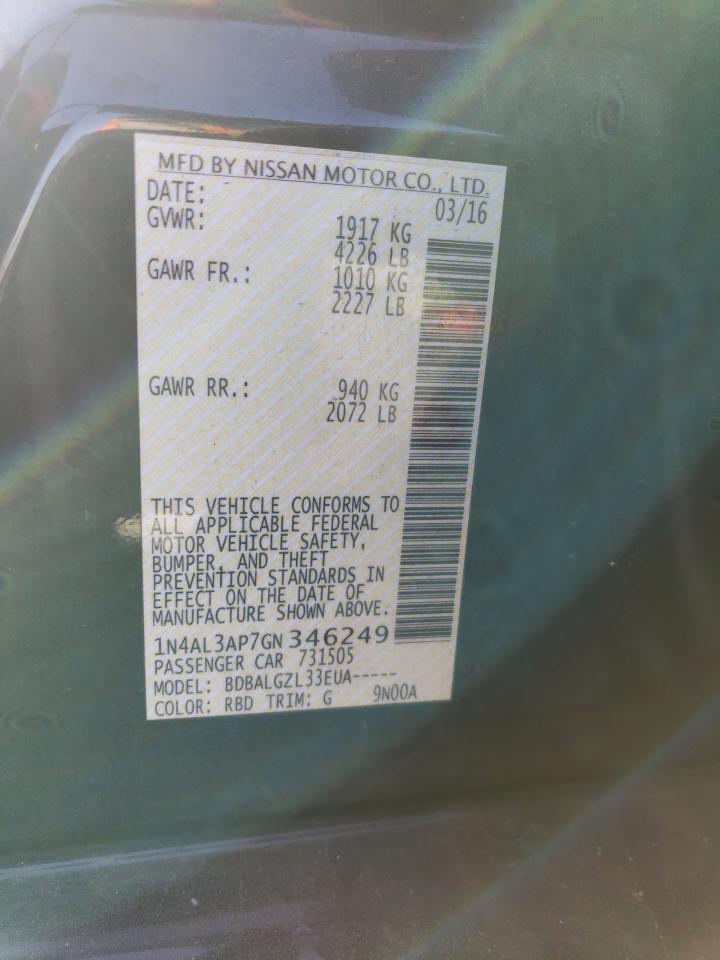 MFD BY NISSAN MOTOR CO., LTD.
DATE: 03/16
GVWR: 1917 KG
4226 LB
GAWR FR.: 1010 KG
2227 LB
GAWR RR.: 940 KG
2072 LB
THIS VEHICLE CONFORMS TO
ALL APPLICABLE FEDERAL
MOTOR VEHICLE SAFETY,
BUMPER, AND THEFT
PREVENTION STANDARDS IN
EFFECT ON THE DATE OF
MANUFACTURE SHOWN ABOVE.
1N4AL3AP7GN346249
PASSENGER CAR 731505
MODEL: BDBALGZL33EUA-----
COLOR: RBD TRIM: G 9N00A